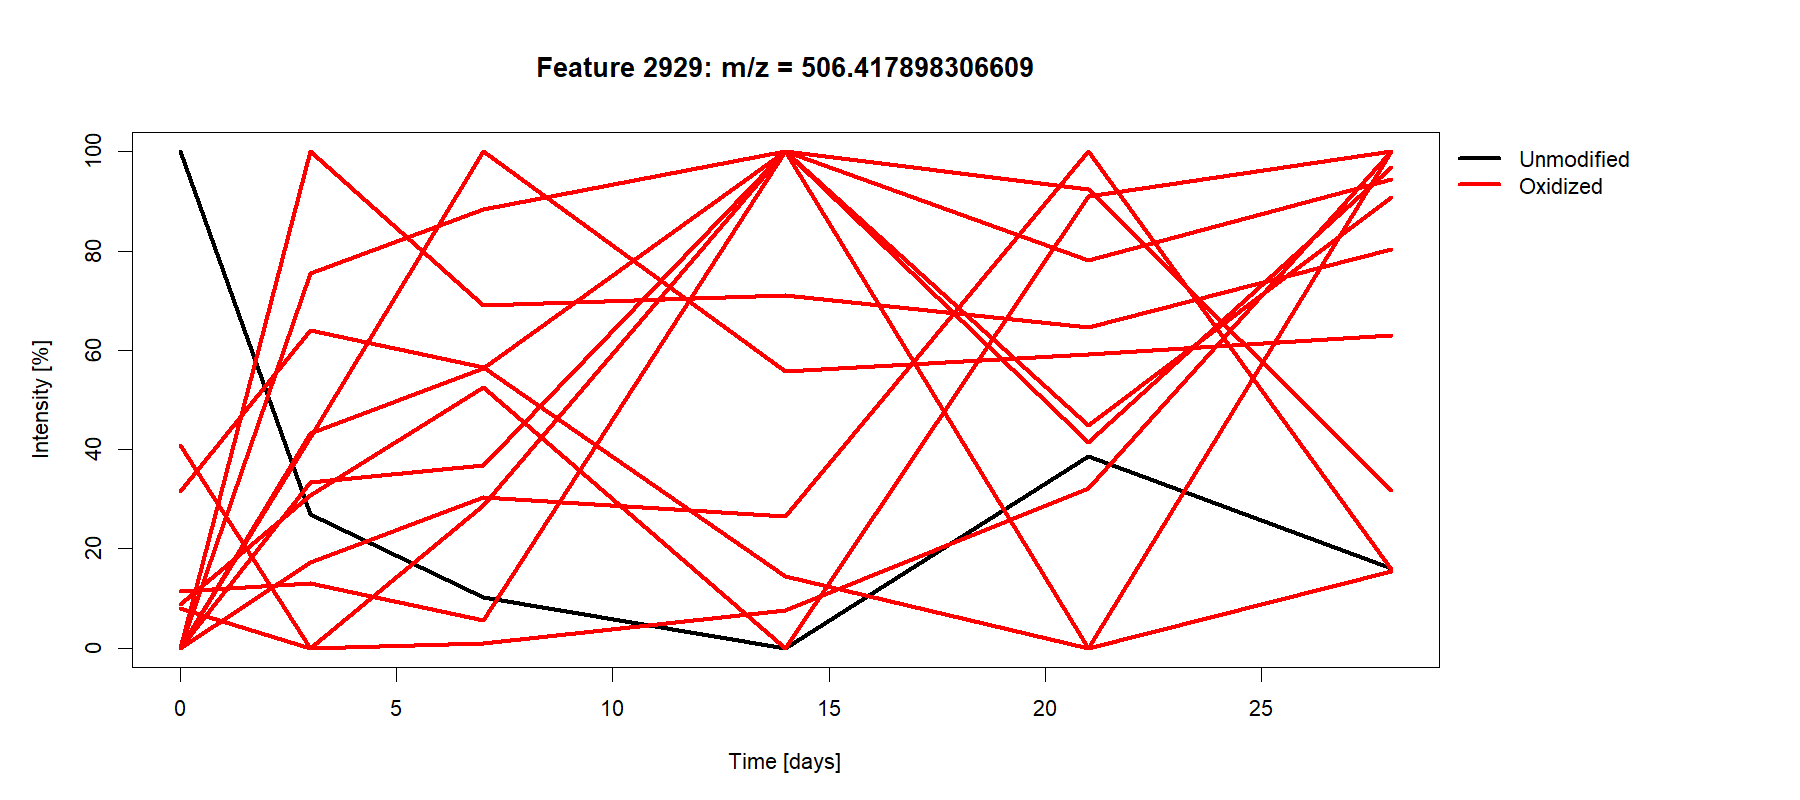 Feature 2929: m/z = 506.417898306609
Unmodified
Oxidized
Intensity [%]
100
80
60
40
20
0
0 5 10 15 20 25
Time [days]